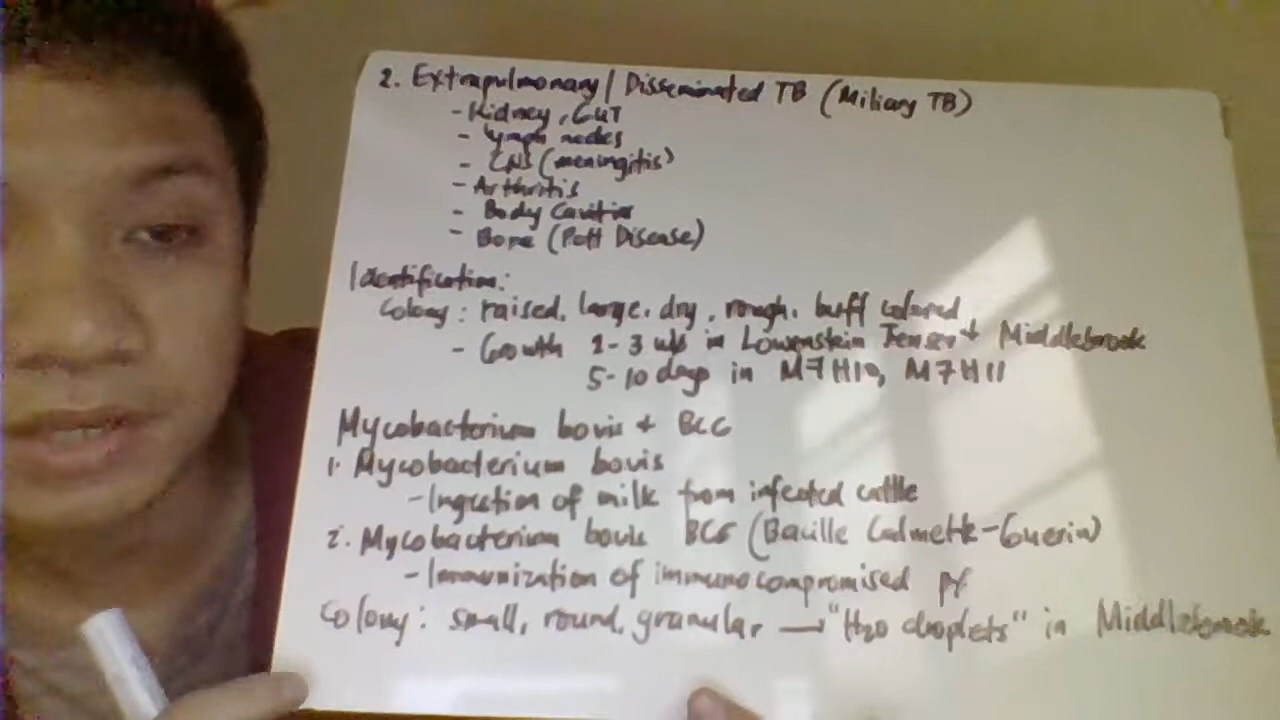 2. Extrapulmonary/Disseminated TB (Miliary TB)
- Kidney, GUT
- Lymph nodes
- CNS (meningitis)
- Arthritis
- Body Cavities
- Bone (Pott Disease)
Identification:
Colony: raised, large, dry, rough, buff colored
- Growth 2-3 wks in Lowenstein Jensen + Middlebrook
5-10 days in M7H10, M7H11
Mycobacterium bovis + BCG
1. Mycobacterium bovis
- Ingestion of milk from infected cattle
2. Mycobacterium bovis BCG (Bacille Calmette-Guerin)
- Immunization of immunocompromised px
Colony: small, round, granular → "H2O droplets" in Middlebrook